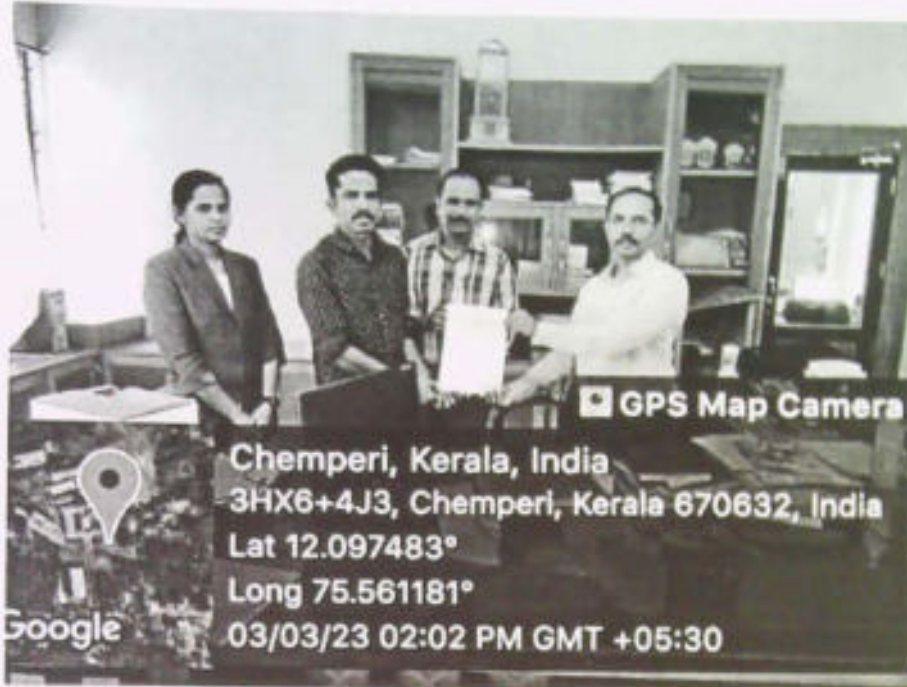 GPS Map Camera
Chemperi, Kerala, India
3HX6+4J3, Chemperi, Kerala 670632, India
Lat 12.097483°
Long 75.561181°
03/03/23 02:02 PM GMT +05:30
Google